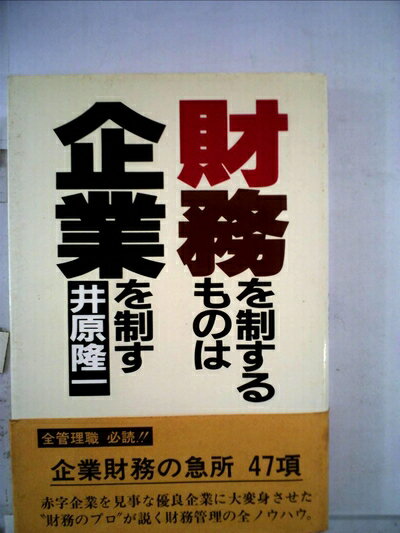 財務を制する
ものは
企業を制す
井原隆一
全管理職 必読!!
企業財務の急所 47項
赤字企業を見事な優良企業に大変身させた
"財務のプロ"が説く財務管理の全ノウハウ。